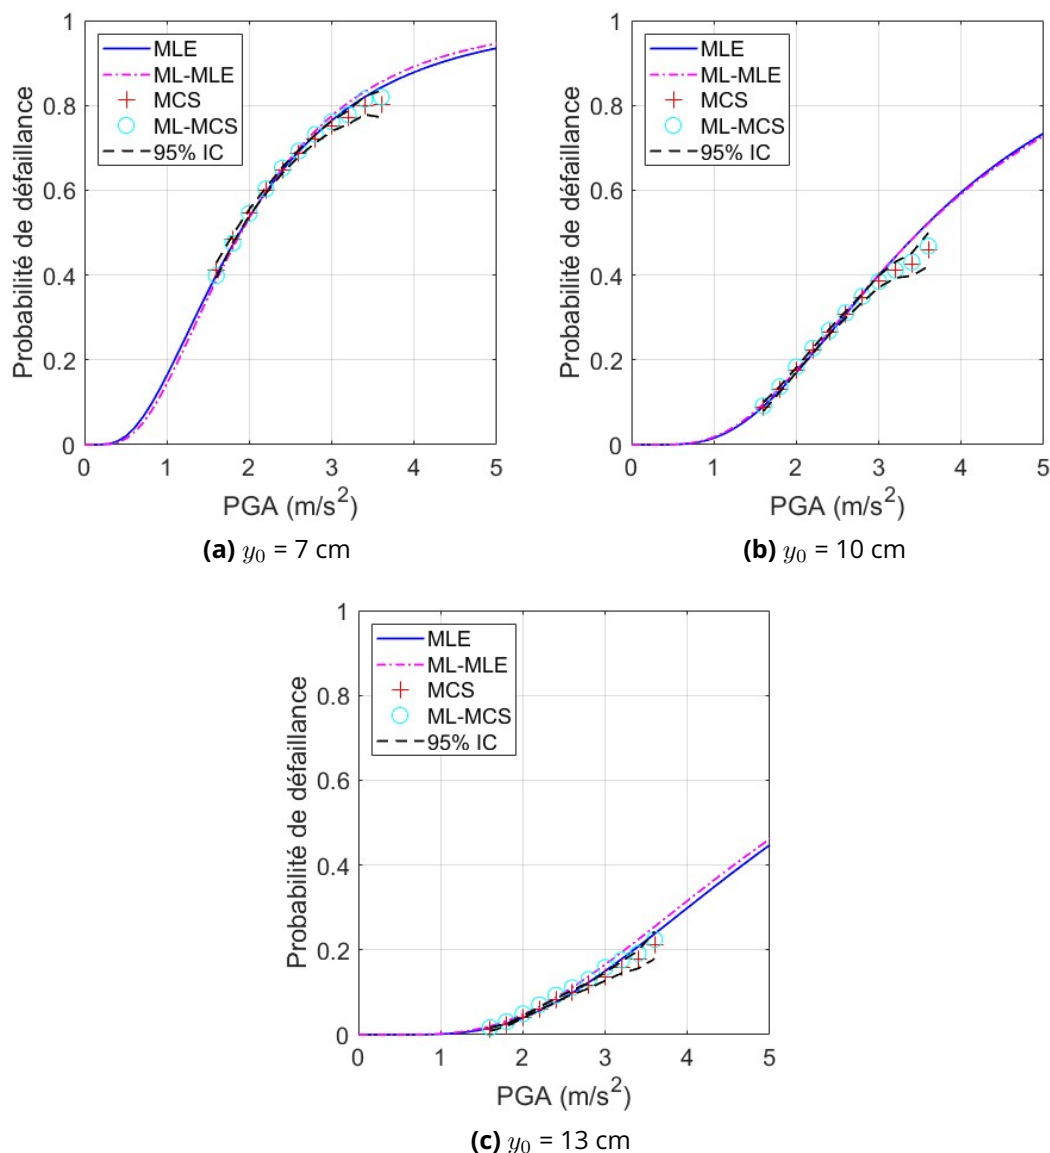 1
0.8
0.6
0.4
0.2
0
Probabilité de défaillance
MLE
ML-MLE
MCS
ML-MCS
95% IC
0 1 2 3 4 5
PGA (m/s²)
(a) y₀ = 7 cm
1
0.8
0.6
0.4
0.2
0
Probabilité de défaillance
MLE
ML-MLE
MCS
ML-MCS
95% IC
0 1 2 3 4 5
PGA (m/s²)
(b) y₀ = 10 cm
1
0.8
0.6
0.4
0.2
0
Probabilité de défaillance
MLE
ML-MLE
MCS
ML-MCS
95% IC
0 1 2 3 4 5
PGA (m/s²)
(c) y₀ = 13 cm